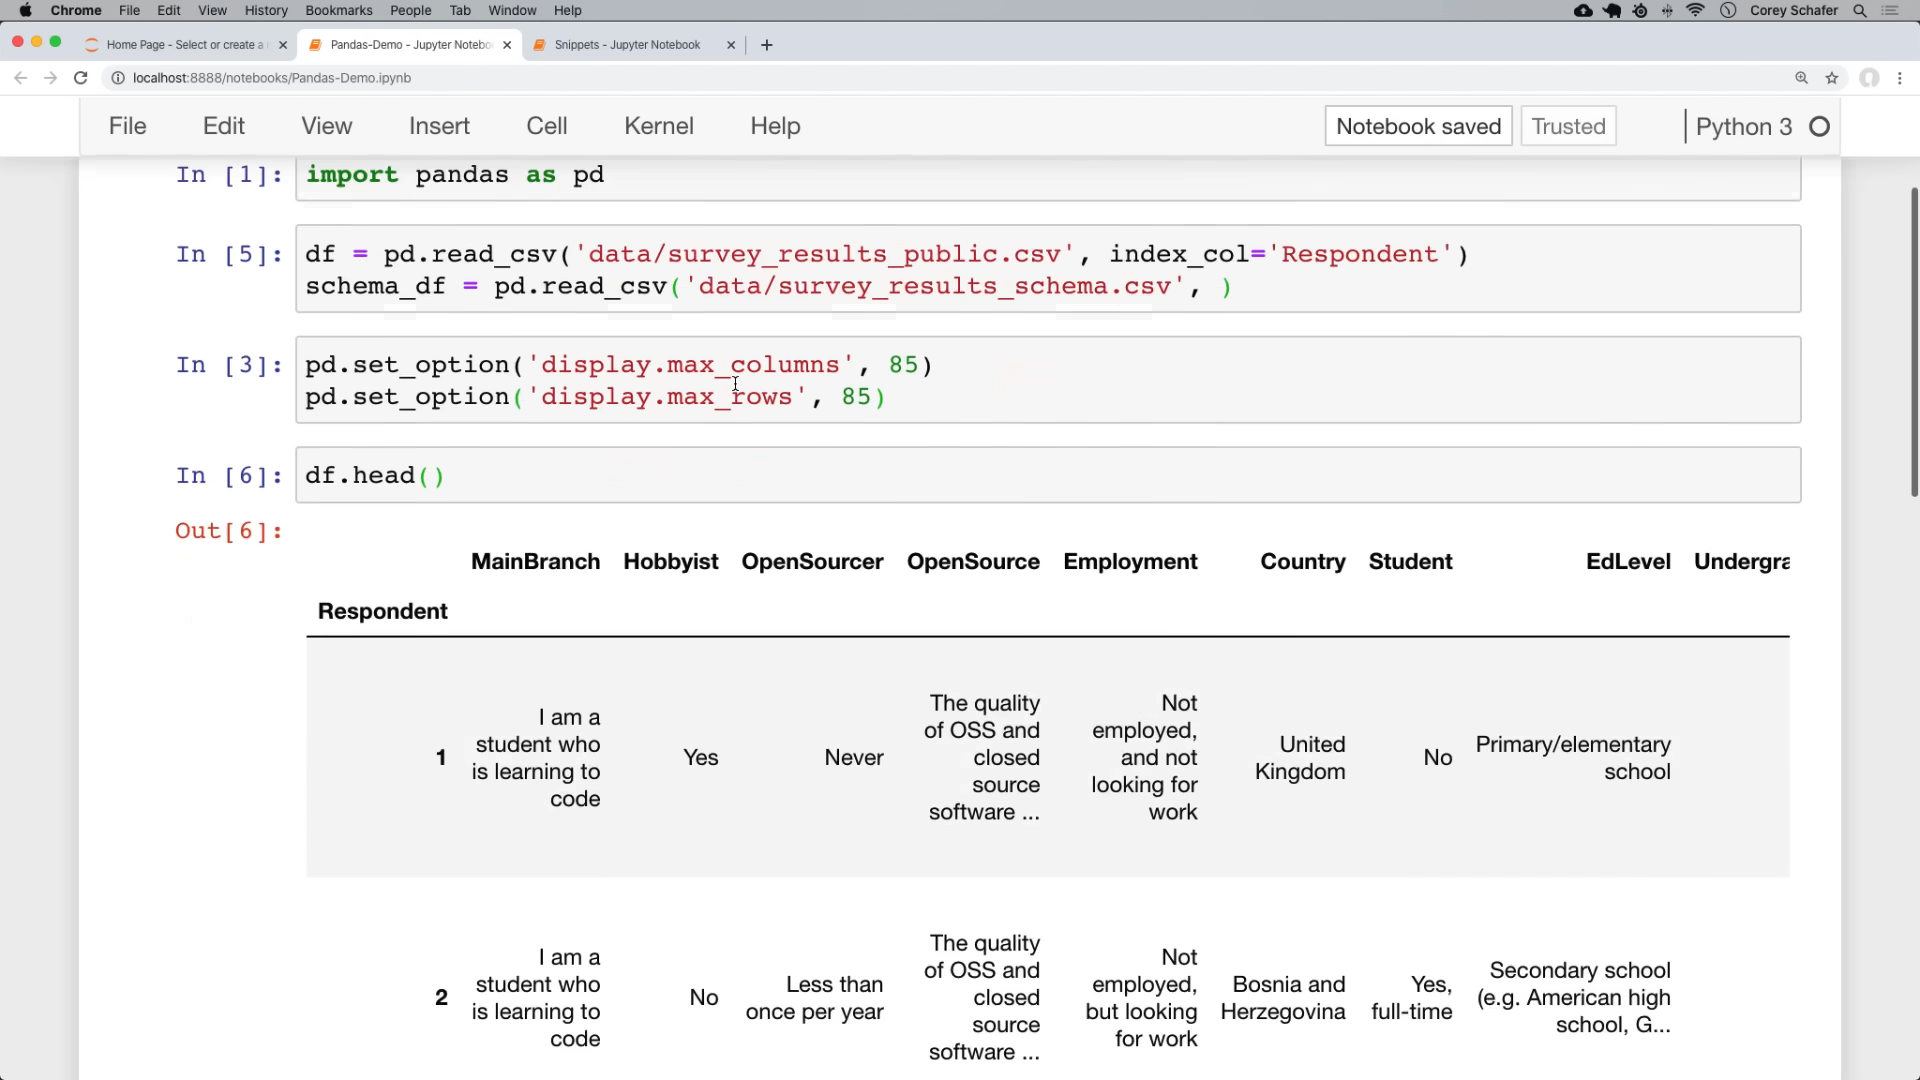 Chrome File Edit View History Bookmarks People Tab Window Help Corey Schafer
Home Page - Select or create a Pandas-Demo - Jupyter Notebo Snippets - Jupyter Notebook
localhost:8888/notebooks/Pandas-Demo.ipynb
File Edit View Insert Cell Kernel Help Notebook saved Trusted Python 3
In [1]: import pandas as pd
In [5]: df = pd.read_csv('data/survey_results_public.csv', index_col='Respondent')
schema_df = pd.read_csv('data/survey_results_schema.csv', )
In [3]: pd.set_option('display.max_columns', 85)
pd.set_option('display.max_rows', 85)
In [6]: df.head()
Out[6]:
MainBranch Hobbyist OpenSourcer OpenSource Employment Country Student EdLevel Undergra
Respondent
1
I am a
student who
is learning to
code
Yes
Never
The quality
of OSS and
closed
source
software ...
Not
employed,
and not
looking for
work
United
Kingdom
No
Primary/elementary
school
2
I am a
student who
is learning to
code
No
Less than
once per year
The quality
of OSS and
closed
source
software ...
Not
employed,
but looking
for work
Bosnia and
Herzegovina
Yes,
full-time
Secondary school
(e.g. American high
school, G...